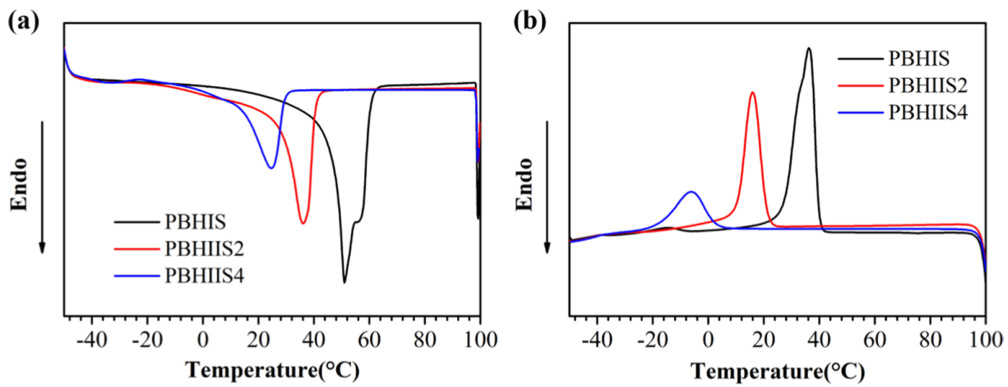 (a)
Endo
PBHIS
PBHIIS2
PBHIIS4
-40 -20 0 20 40 60 80 100
Temperature(°C)
(b)
Endo
PBHIS
PBHIIS2
PBHIIS4
-40 -20 0 20 40 60 80 100
Temperature(°C)